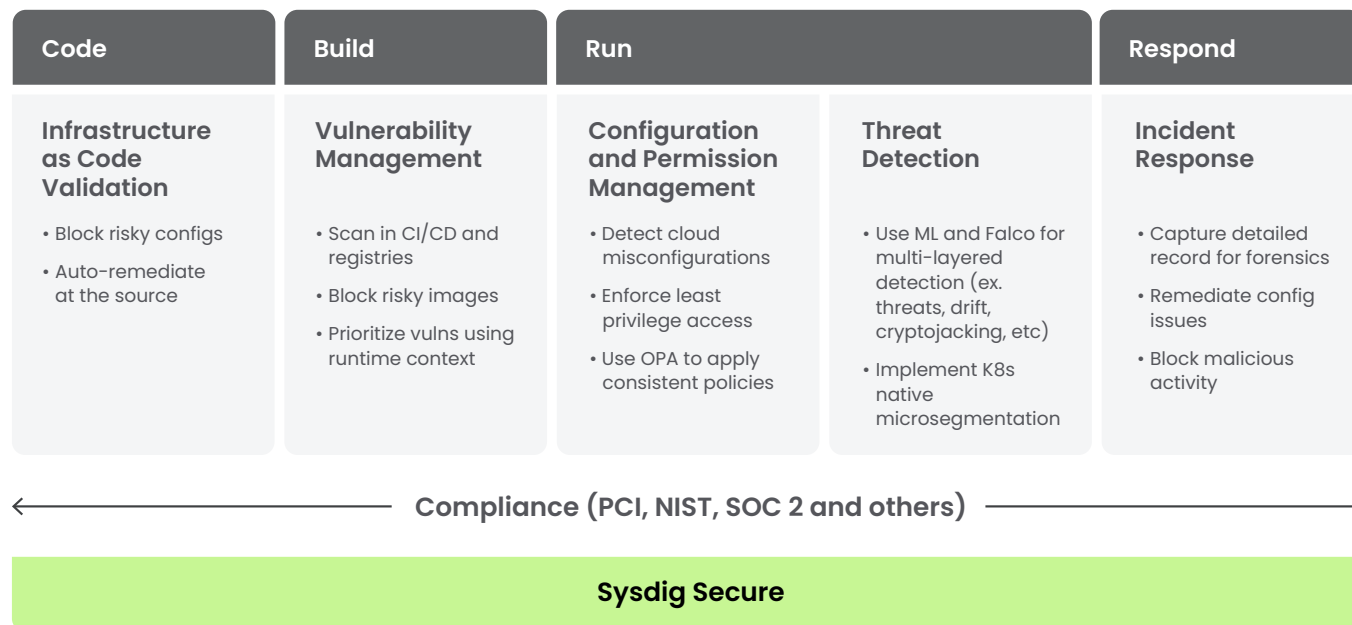 Code
Build
Run
Respond
Infrastructure
as Code
Validation
• Block risky configs
• Auto-remediate
at the source
Vulnerability
Management
• Scan in CI/CD and
registries
• Block risky images
• Prioritize vulns using
runtime context
Configuration
and Permission
Management
• Detect cloud
misconfigurations
• Enforce least
privilege access
• Use OPA to apply
consistent policies
Threat
Detection
• Use ML and Falco for
multi-layered
detection (ex.
threats, drift,
cryptojacking, etc)
• Implement K8s
native
microsegmentation
Incident
Response
• Capture detailed
record for forensics
• Remediate config
issues
• Block malicious
activity
Compliance (PCI, NIST, SOC 2 and others)
Sysdig Secure